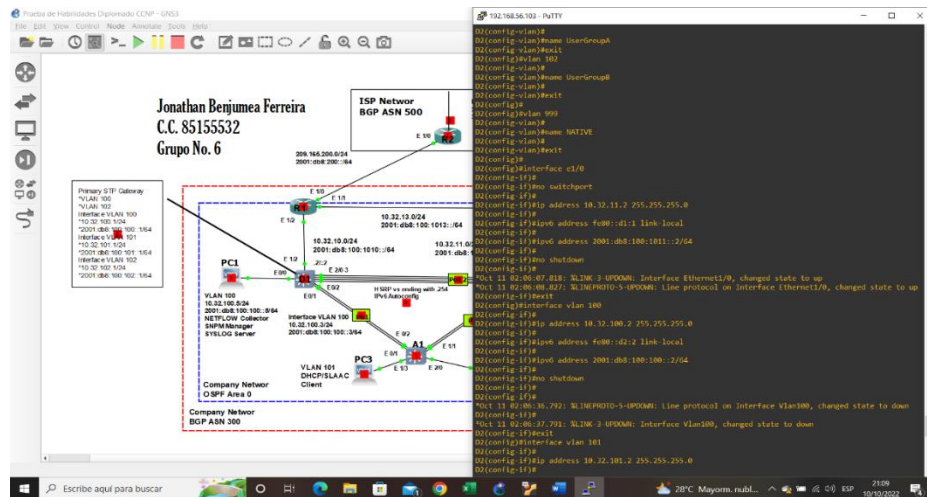 Prueba de Habilidades Diplomado CCNP - GNS3
File Edit View Control Node Annotate Tools Help
Jonathan Benjumea Ferreira
C.C. 85155532
Grupo No. 6
ISP Networ
BGP ASN 500
E 1/0
R2
209.165.200.0/24
2001:db8:200::/64
Primary STP Gateway
*VLAN 100
*VLAN 102
Interface VLAN 100
*10.32.100.1/24
*2001:db8:100:100::1/64
Interface VLAN 101
*10.32.101.1/24
*2001:db8:100:101::1/64
Interface VLAN 102
*10.32.102.1/24
*2001:db8:100:102::1/64
E 1/0
E 1/1
R1
E 1/2
10.32.13.0/24
2001:db8:100:1013::/64
10.32.10.0/24
2001:db8:100:1010::/64
10.32.11.0/
2001:db8:1
PC1
E 1/2
E 2/0-3
E0/0
D1
E0/1
E0/2
HSRP vs ending with .254
IPv6 Autoconfig
VLAN 100
10.32.100.5/24
2001:db8:100:100::5/64
NETFLOW Collector
SNPM Manager
SYSLOG Server
Interface VLAN 100
10.32.100.3/24
2001:db8:100:100::3/64
E 0/2
A1
E 0/1
E 1/1
E 1/3
E 2/0
PC3
VLAN 101
DHCP/SLAAC
Client
Company Networ
OSPF Area 0
Company Networ
BGP ASN 300
192.168.56.103 - PuTTY
D2(config-vlan)#
D2(config-vlan)#name UserGroupA
D2(config-vlan)#exit
D2(config)#vlan 102
D2(config-vlan)#
D2(config-vlan)#name UserGroupB
D2(config-vlan)#
D2(config-vlan)#exit
D2(config)#
D2(config)#vlan 999
D2(config-vlan)#
D2(config-vlan)#name NATIVE
D2(config-vlan)#
D2(config-vlan)#exit
D2(config)#
D2(config)#interface e1/0
D2(config-if)#
D2(config-if)#no switchport
D2(config-if)#
D2(config-if)#ip address 10.32.11.2 255.255.255.0
D2(config-if)#
D2(config-if)#ipv6 address fe80::d1:1 link-local
D2(config-if)#
D2(config-if)#ipv6 address 2001:db8:100:1011::2/64
D2(config-if)#
D2(config-if)#no shutdown
D2(config-if)#
*Oct 11 02:06:07.818: %LINK-3-UPDOWN: Interface Ethernet1/0, changed state to up
*Oct 11 02:06:08.827: %LINEPROTO-5-UPDOWN: Line protocol on Interface Ethernet1/0, changed state to up
D2(config-if)#exit
D2(config)#interface vlan 100
D2(config-if)#
D2(config-if)#ip address 10.32.100.2 255.255.255.0
D2(config-if)#
D2(config-if)#ipv6 address fe80::d2:2 link-local
D2(config-if)#
D2(config-if)#ipv6 address 2001:db8:100:100::2/64
D2(config-if)#
D2(config-if)#no shutdown
D2(config-if)#
*Oct 11 02:06:36.792: %LINEPROTO-5-UPDOWN: Line protocol on Interface Vlan100, changed state to down
D2(config-if)#
*Oct 11 02:06:37.791: %LINK-3-UPDOWN: Interface Vlan100, changed state to down
D2(config-if)#exit
D2(config)#interface vlan 101
D2(config-if)#
D2(config-if)#ip address 10.32.101.2 255.255.255.0
D2(config-if)#
Escribe aquí para buscar
28°C Mayorm. nubl...
ESP
21:09
10/10/2022